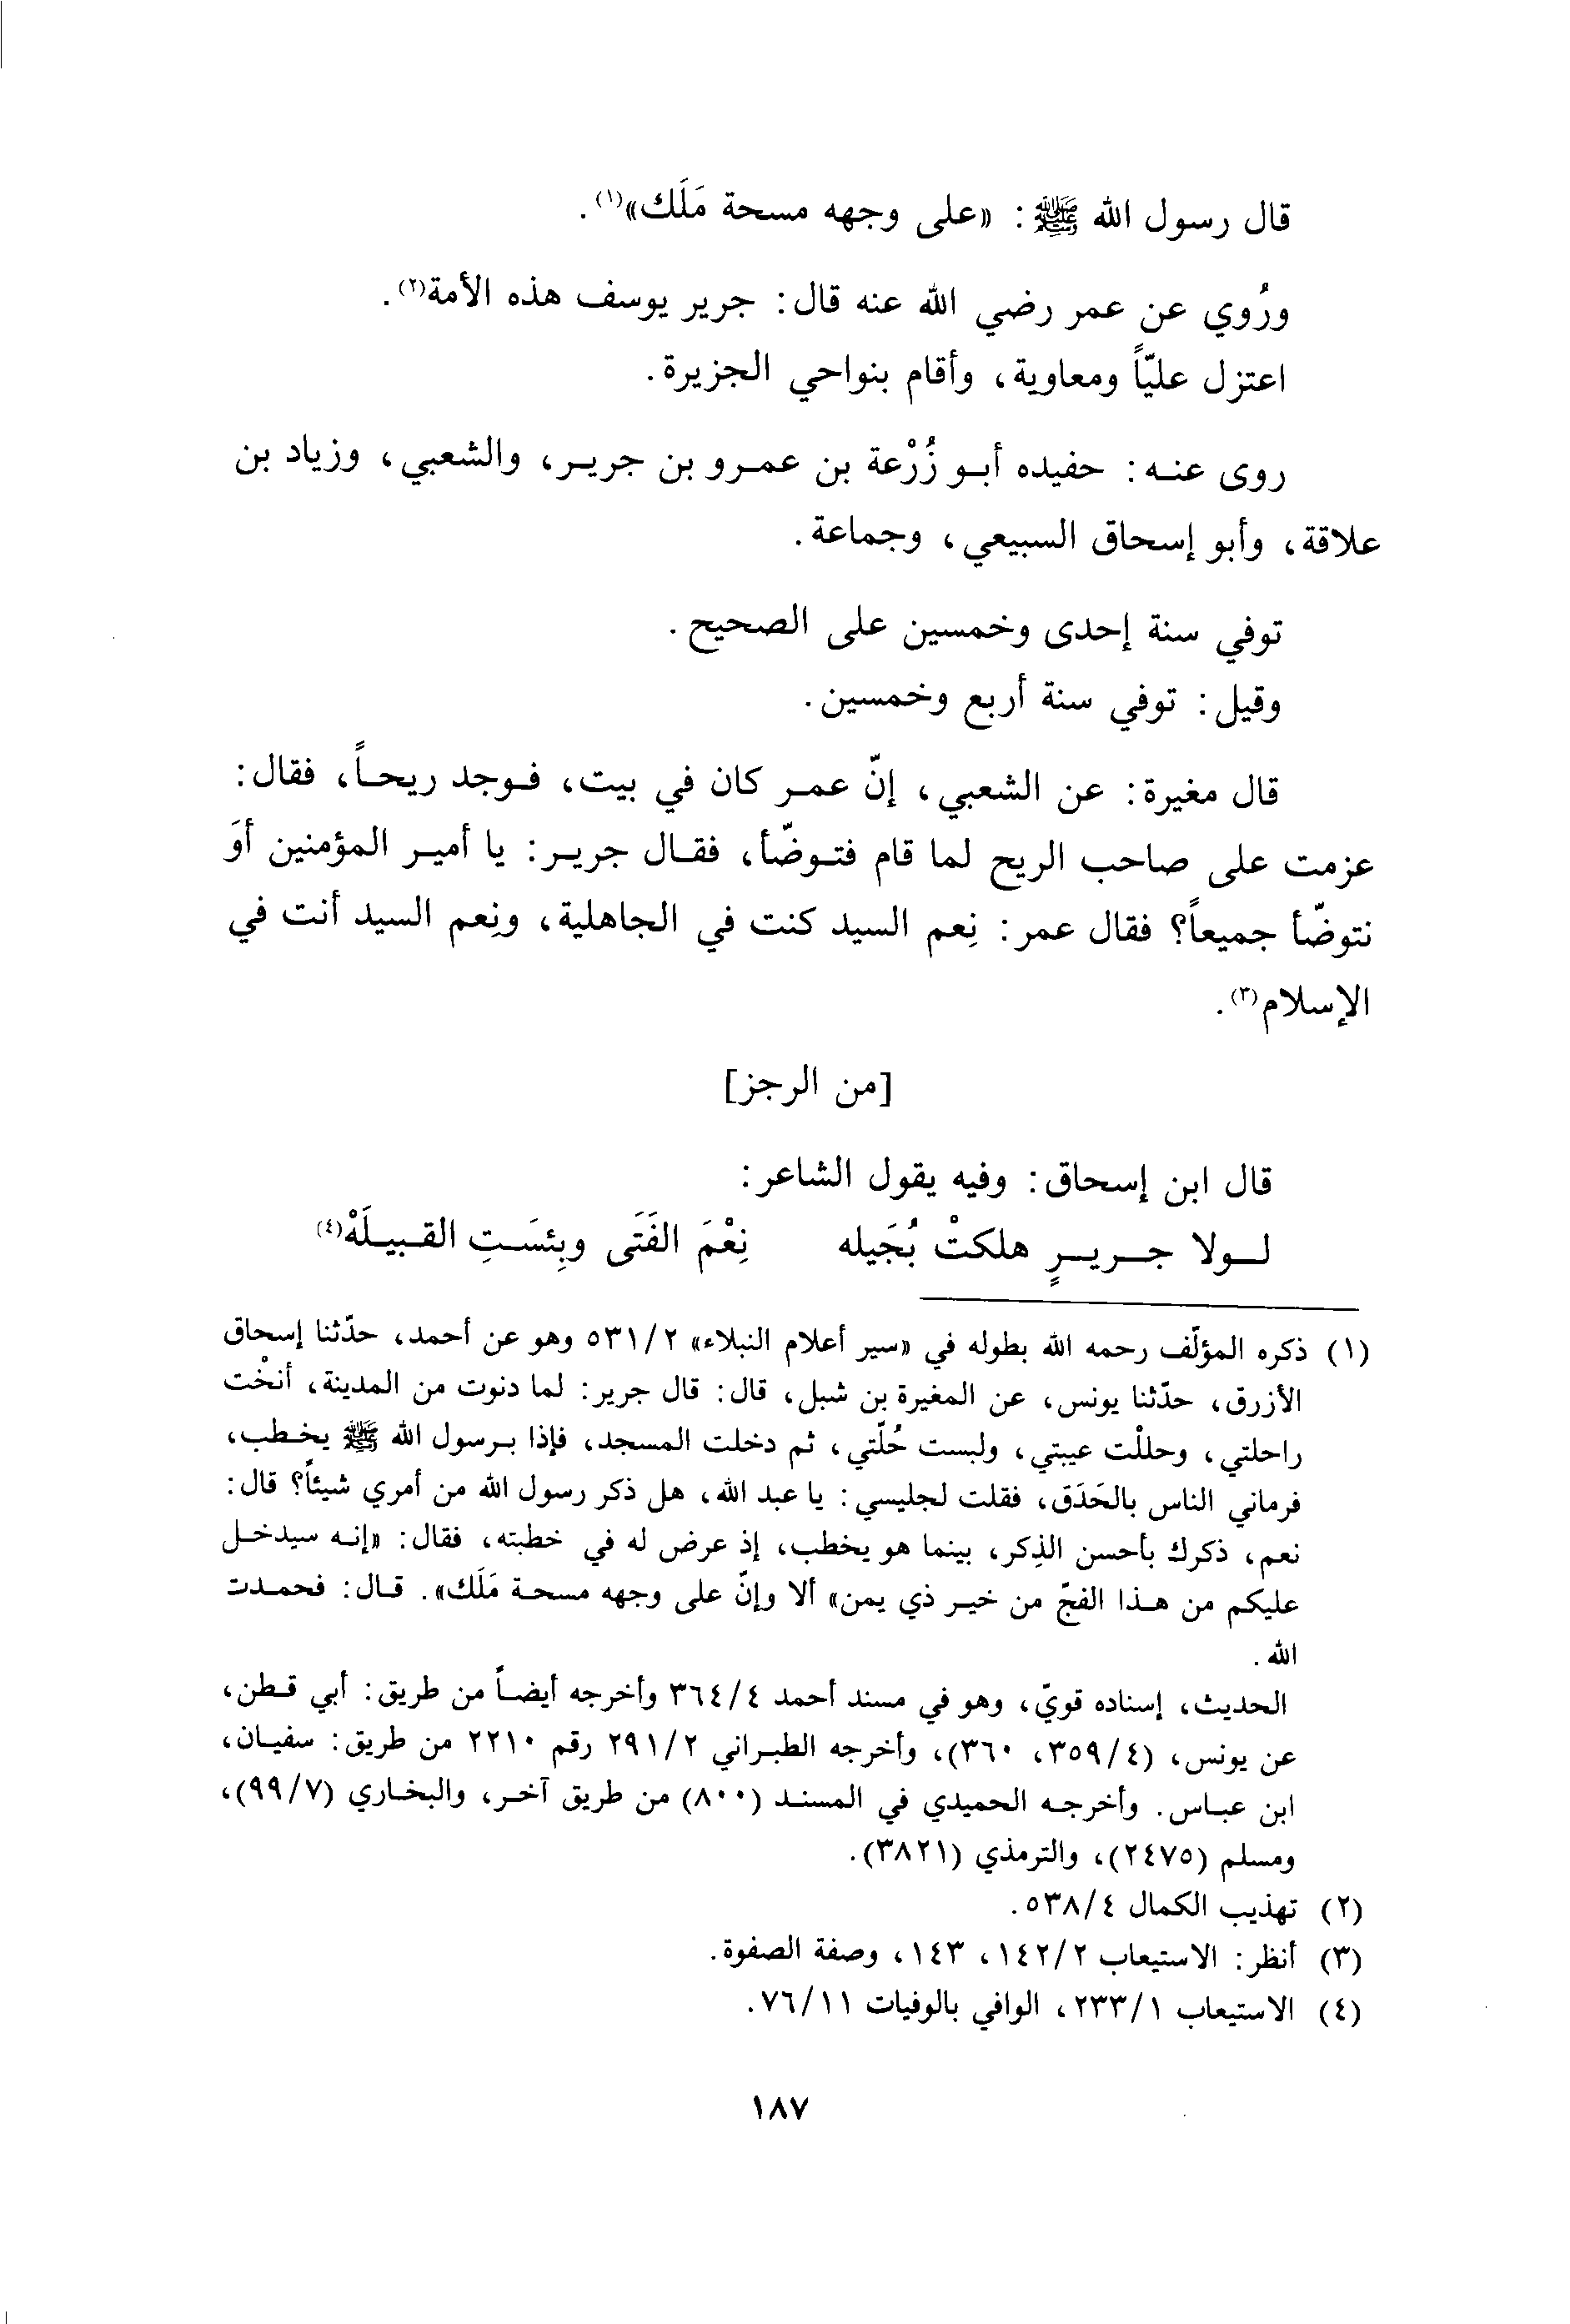 قال رسول الله ﷺ: «على وجهه مسحة مَلَك»(١).
ورُوي عن عمر رضي الله عنه قال: جرير يوسف هذه الأمة(٢).
اعتزل عليّاً ومعاوية، وأقام بنواحي الجزيرة.
روى عنه: حفيده أبو زُرْعة بن عمرو بن جرير، والشعبي، وزياد بن
علاقة، وأبو إسحاق السبيعي، وجماعة.
توفي سنة إحدى وخمسين على الصحيح.
وقيل: توفي سنة أربع وخمسين.
قال مغيرة: عن الشعبي، إنّ عمر كان في بيت، فوجد ريحاً، فقال:
عزمت على صاحب الريح لما قام فتوضّأ، فقال جرير: يا أمير المؤمنين أوَ
نتوضّأ جميعاً؟ فقال عمر: نِعم السيد كنت في الجاهلية، ونِعم السيد أنت في
الإسلام(٣).
[من الرجز]
قال ابن إسحاق: وفيه يقول الشاعر:
لولا جريرٍ هلكتْ بُجَيله نِعْمَ الفَتَى وبِئسَتِ القبيلَهْ(٤)
(١) ذكره المؤلّف رحمه الله بطوله في «سير أعلام النبلاء» ٥٣١/٢ وهو عن أحمد، حدّثنا إسحاق
الأزرق، حدّثنا يونس، عن المغيرة بن شبل، قال: قال جرير: لما دنوت من المدينة، أنخْت
راحلتي، وحللْت عيبتي، ولبست حُلّتي، ثم دخلت المسجد، فإذا برسول الله ﷺ يخطب،
فرماني الناس بالحَدَق، فقلت لجليسي: يا عبد الله، هل ذكر رسول الله من أمري شيئاً؟ قال:
نعم، ذكرك بأحسن الذِكر، بينما هو يخطب، إذ عرض له في خطبته، فقال: «إنه سيدخل
عليكم من هذا الفجّ من خير ذي يمن» ألا وإنّ على وجهه مسحة مَلَك». قال: فحمدت
الله.
الحديث، إسناده قويّ، وهو في مسند أحمد ٣٦٤/٤ وأخرجه أيضاً من طريق: أبي قطن،
عن يونس، (٣٥٩/٤، ٣٦٠)، وأخرجه الطبراني ٢٩١/٢ رقم ٢٢١٠ من طريق: سفيان،
ابن عباس. وأخرجه الحميدي في المسند (٨٠٠) من طريق آخر، والبخاري (٩٩/٧)،
ومسلم (٢٤٧٥)، والترمذي (٣٨٢١).
(٢) تهذيب الكمال ٥٣٨/٤.
(٣) أنظر: الاستيعاب ١٤٢/٢، ١٤٣، وصفة الصفوة.
(٤) الاستيعاب ٢٣٣/١، الوافي بالوفيات ٧٦/١١.
١٨٧